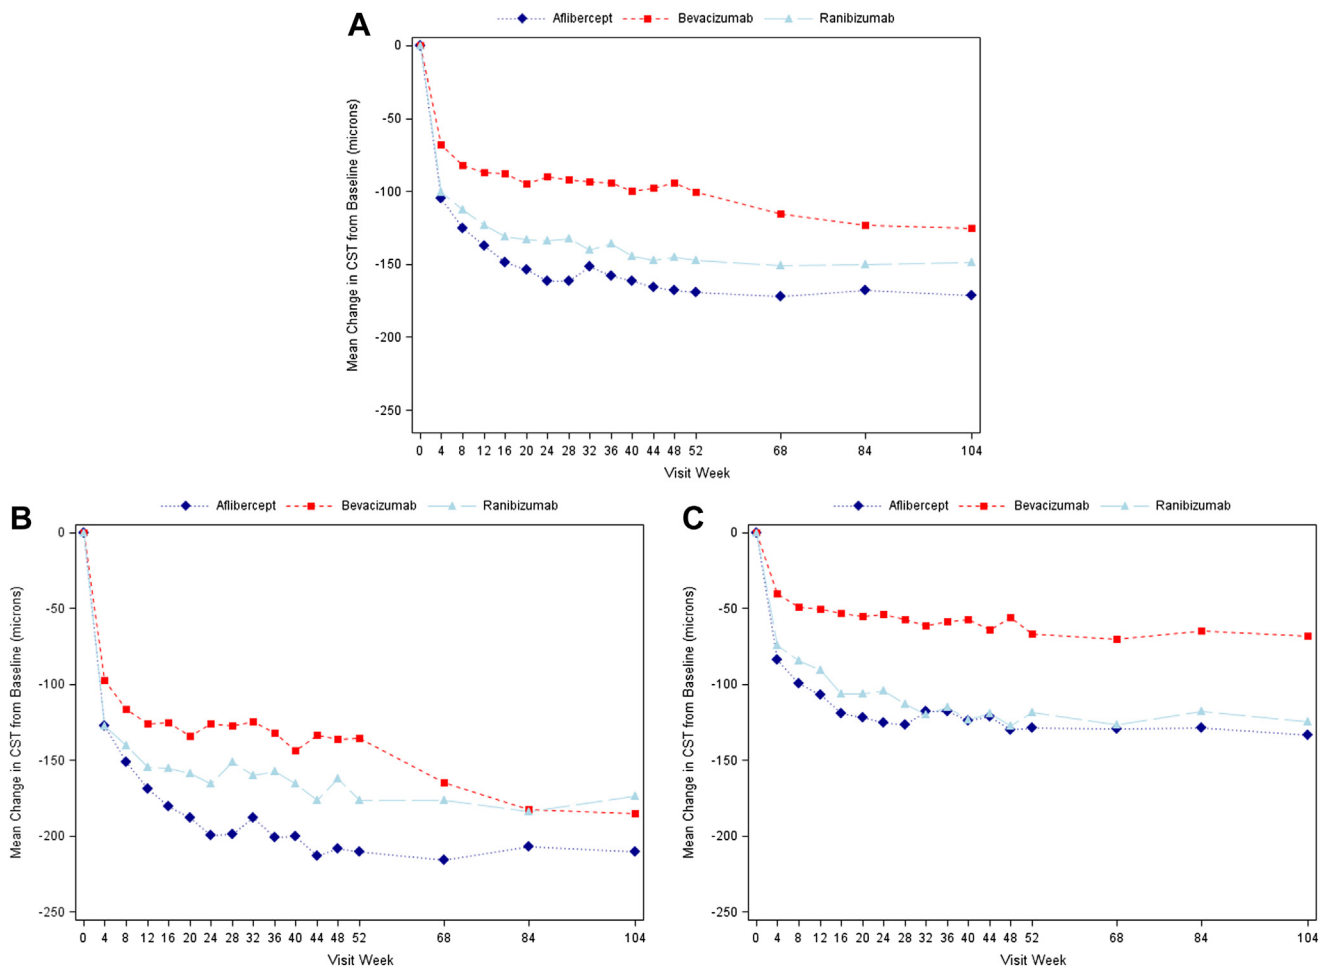 A
Aflibercept Bevacizumab Ranibizumab
Mean Change in CST from Baseline (microns)
0
-50
-100
-150
-200
-250
0 4 8 12 16 20 24 28 32 36 40 44 48 52 68 84 104
Visit Week
B
Aflibercept Bevacizumab Ranibizumab
Mean Change in CST from Baseline (microns)
0
-50
-100
-150
-200
-250
0 4 8 12 16 20 24 28 32 36 40 44 48 52 68 84 104
Visit Week
C
Aflibercept Bevacizumab Ranibizumab
Mean Change in CST from Baseline (microns)
0
-50
-100
-150
-200
-250
0 4 8 12 16 20 24 28 32 36 40 44 48 52 68 84 104
Visit Week